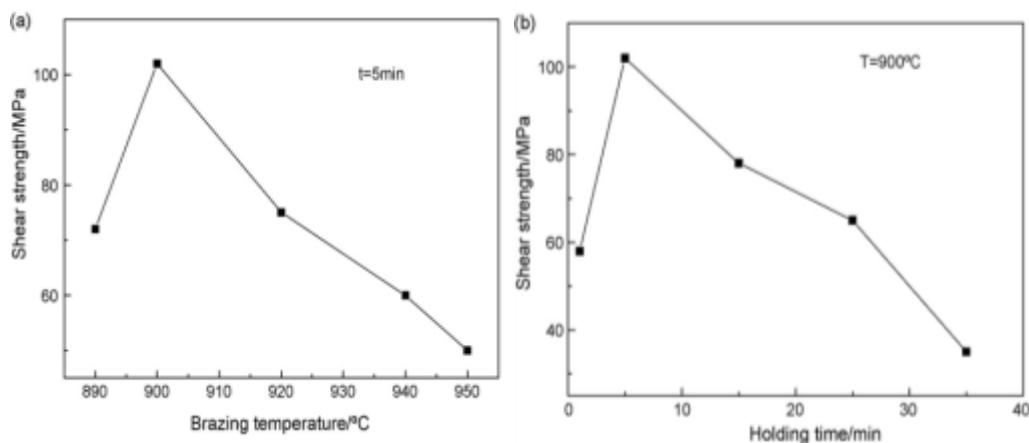 (a)
t=5min
100
80
60
Shear strength/MPa
890 900 910 920 930 940 950
Brazing temperature/ºC
(b)
T=900ºC
100
80
60
40
Shear strength/MPa
0 10 20 30 40
Holding time/min